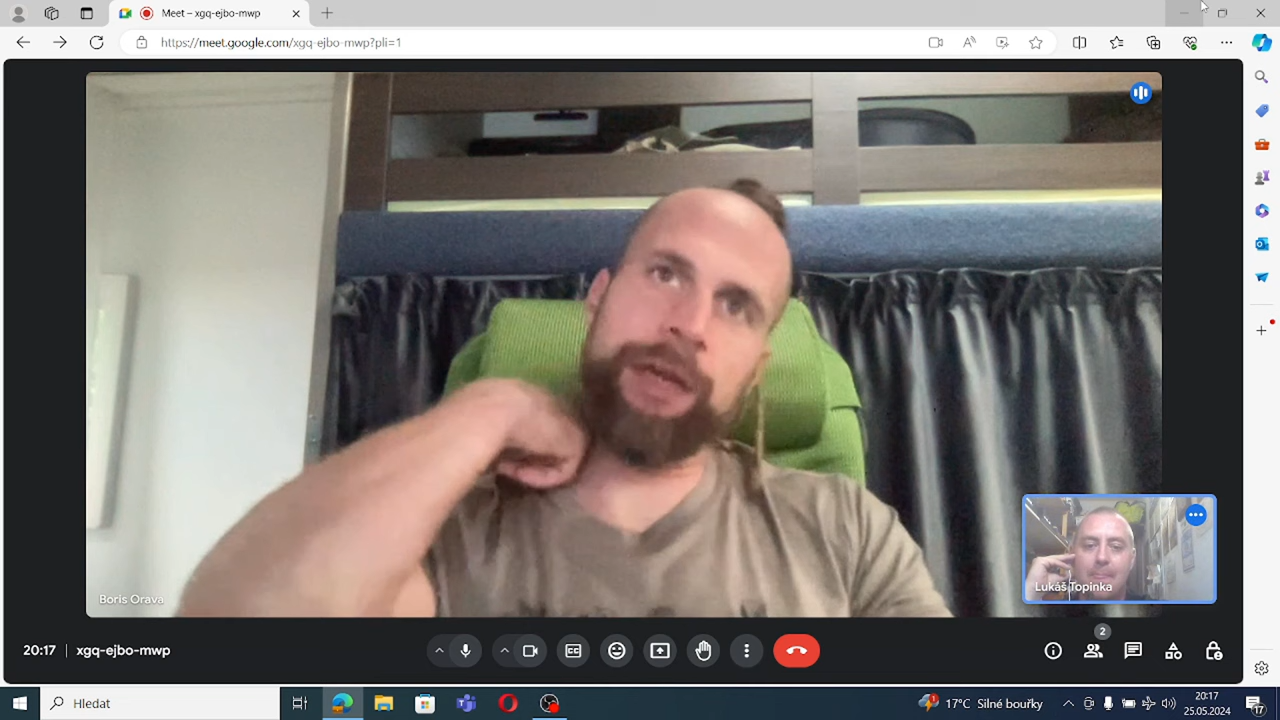 Meet – xgq-ejbo-mwp
https://meet.google.com/xgq-ejbo-mwp?pli=1
Boris Orava
Lukáš Topinka
20:17 | xgq-ejbo-mwp
2
Hledat
1
17°C Silné bouřky
20:17
25.05.2024
17